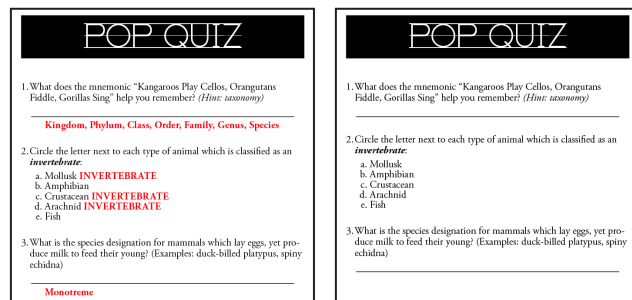 POP QUIZ
1. What does the mnemonic “Kangaroos Play Cellos, Orangutans
Fiddle, Gorillas Sing” help you remember? (Hint: taxonomy)
Kingdom, Phylum, Class, Order, Family, Genus, Species
2. Circle the letter next to each type of animal which is classified as an
invertebrate:
a. Mollusk INVERTEBRATE
b. Amphibian
c. Crustacean INVERTEBRATE
d. Arachnid INVERTEBRATE
e. Fish
3. What is the species designation for mammals which lay eggs, yet pro-
duce milk to feed their young? (Examples: duck-billed platypus, spiny
echidna)
Monotreme
POP QUIZ
1. What does the mnemonic “Kangaroos Play Cellos, Orangutans
Fiddle, Gorillas Sing” help you remember? (Hint: taxonomy)
2. Circle the letter next to each type of animal which is classified as an
invertebrate:
a. Mollusk
b. Amphibian
c. Crustacean
d. Arachnid
e. Fish
3. What is the species designation for mammals which lay eggs, yet pro-
duce milk to feed their young? (Examples: duck-billed platypus, spiny
echidna)